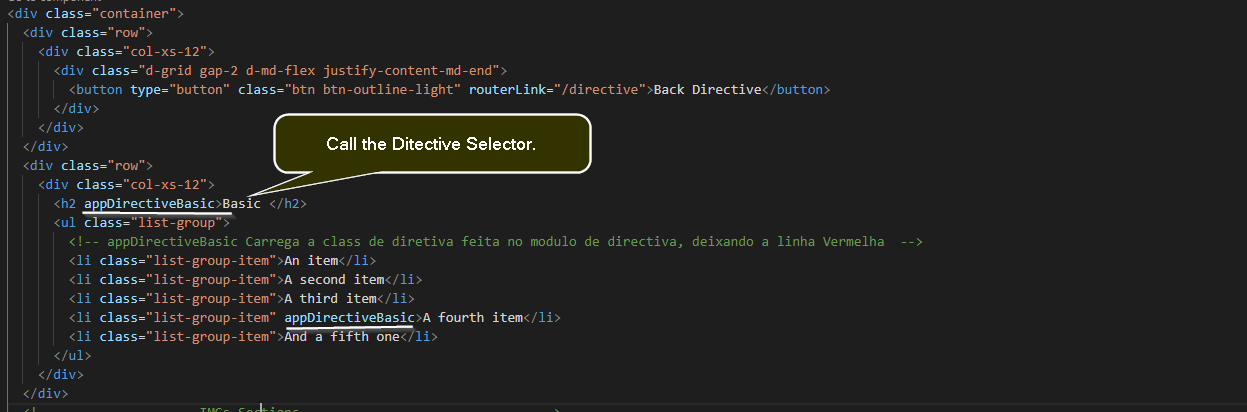 <div class="container">
<div class="row">
<div class="col-xs-12">
<div class="d-grid gap-2 d-md-flex justify-content-md-end">
<button type="button" class="btn btn-outline-light" routerLink="/directive">Back Directive</button>
</div>
</div>
</div>
Call the Ditective Selector.
<div class="row">
<div class="col-xs-12">
<h2 appDirectiveBasic>Basic </h2>
<ul class="list-group">
<!-- appDirectiveBasic Carrega a class de diretiva feita no modulo de directiva, deixando a linha Vermelha  -->
<li class="list-group-item">An item</li>
<li class="list-group-item">A second item</li>
<li class="list-group-item">A third item</li>
<li class="list-group-item" appDirectiveBasic>A fourth item</li>
<li class="list-group-item">And a fifth one</li>
</ul>
</div>
</div>